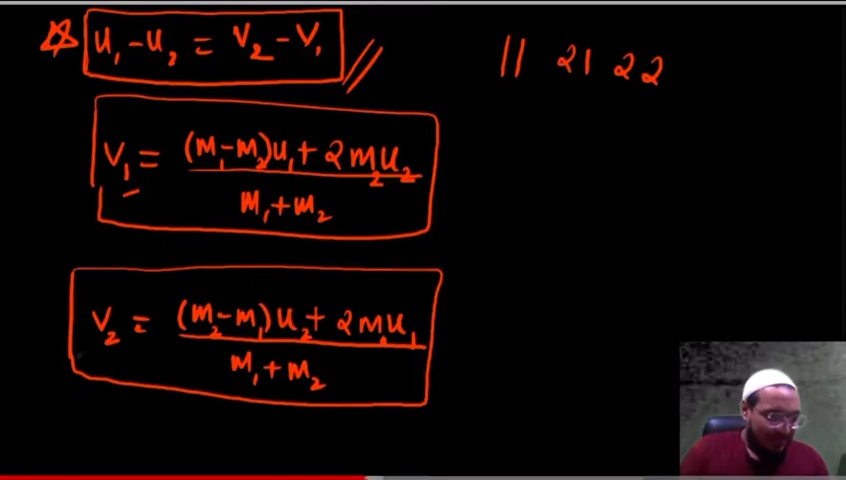 u₁-u₂ = v₂-v₁
11 21 22
v₁ = (m₁-m₂)u₁+2m₂u₂
m₁+m₂
v₂ = (m₂-m₁)u₂+2m₁u₁
m₁+m₂